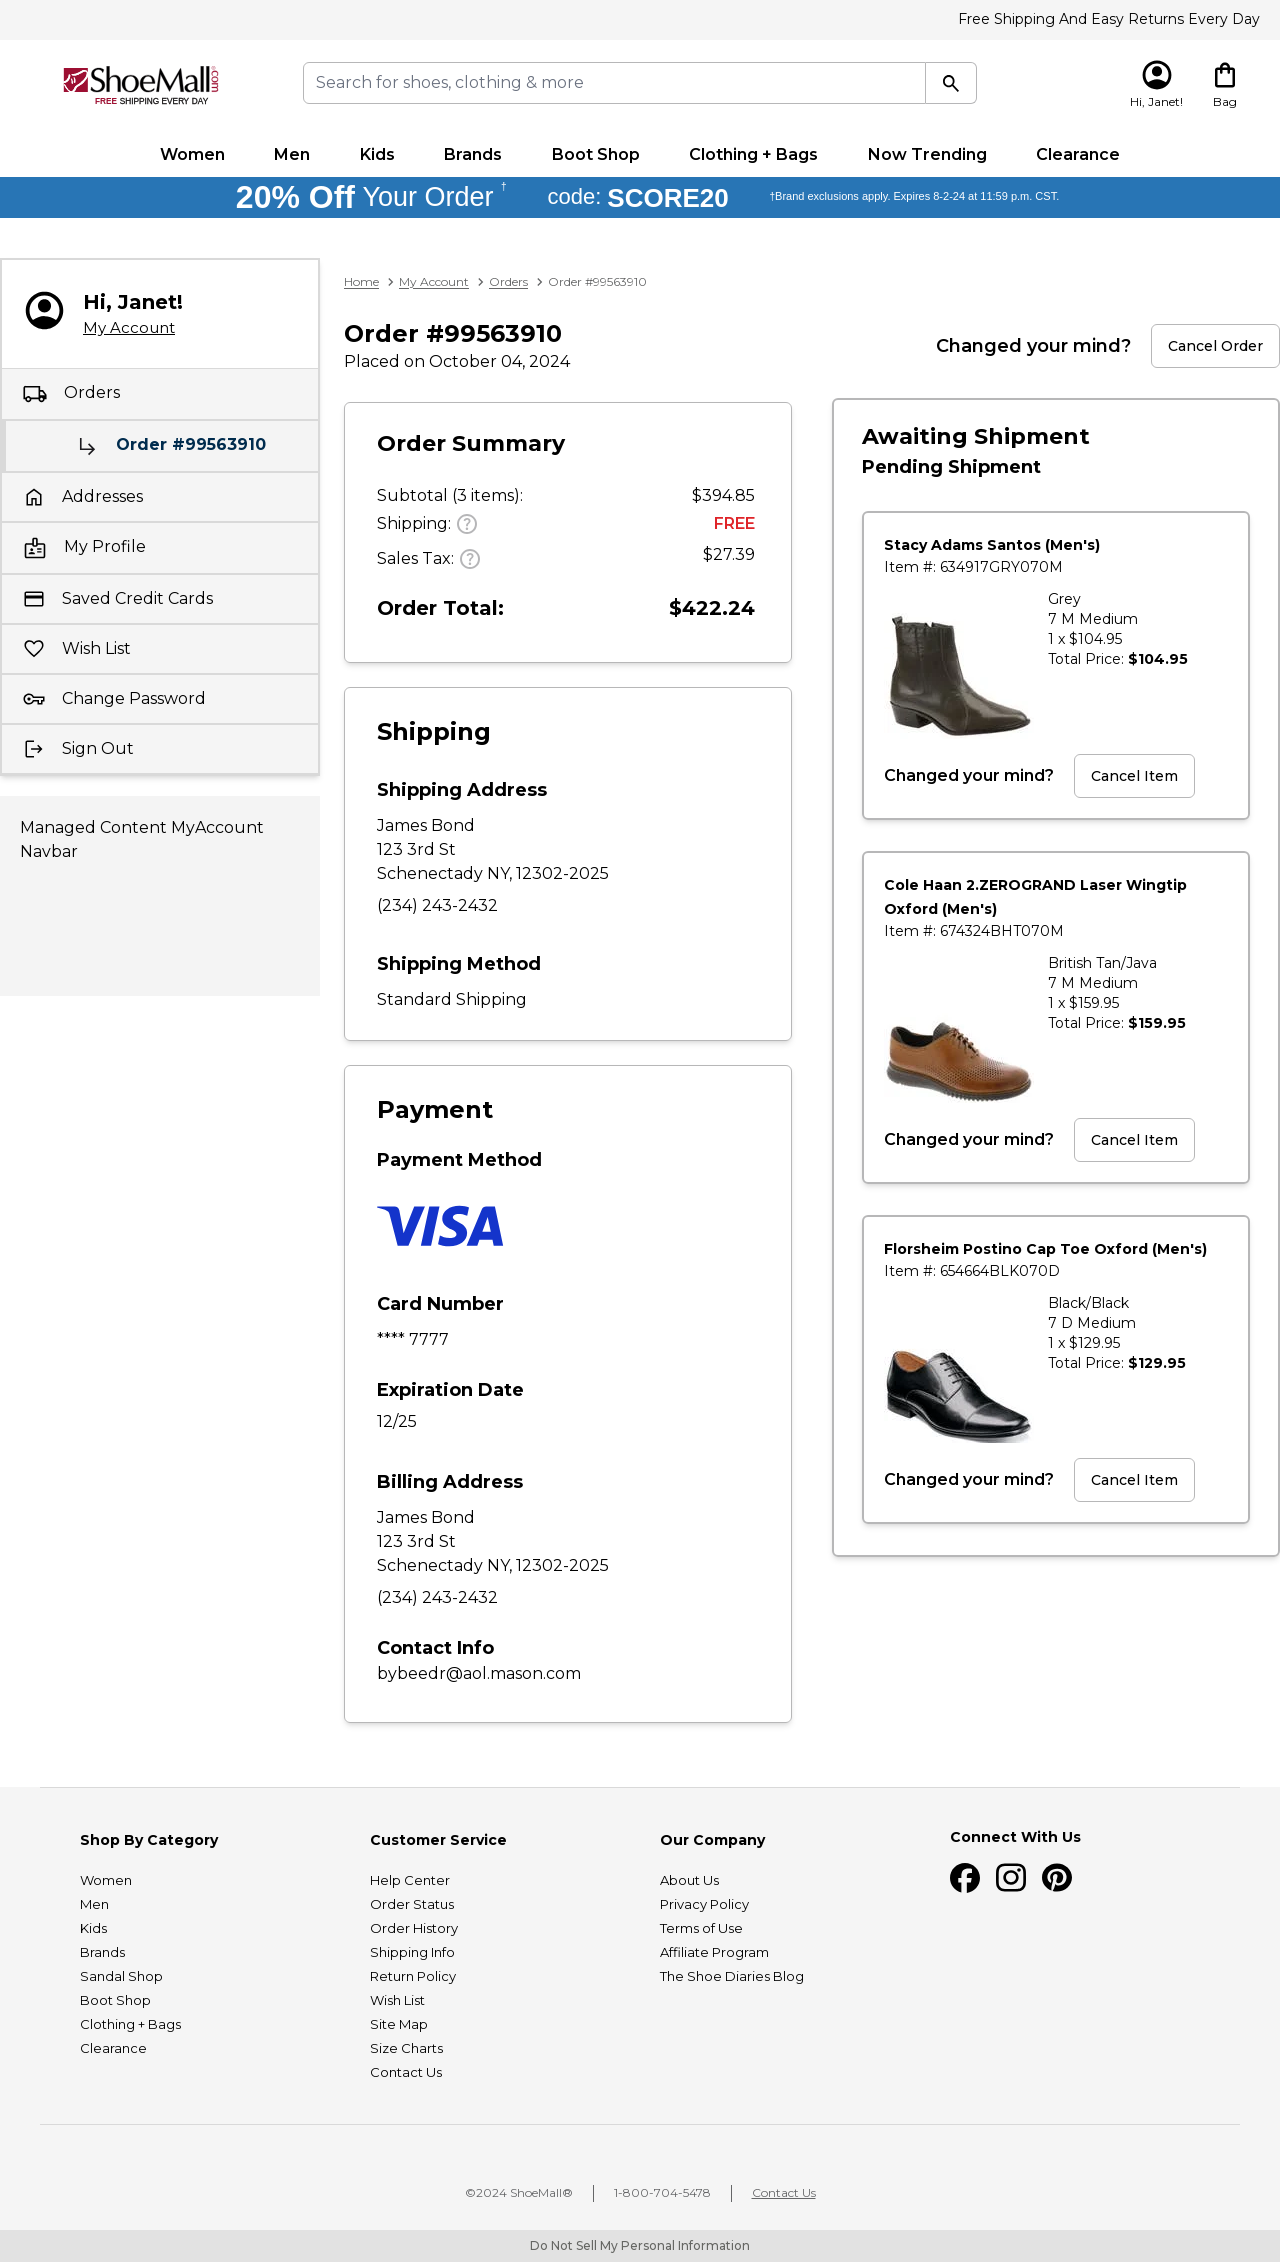 Free Shipping And Easy Returns Every Day
ShoeMall.com®
FREE SHIPPING EVERY DAY
Search for shoes, clothing & more
Hi, Janet!
Bag
Women Men Kids Brands Boot Shop Clothing + Bags Now Trending Clearance
20% Off Your Order † code: SCORE20 †Brand exclusions apply. Expires 8-2-24 at 11:59 p.m. CST.
Hi, Janet!
My Account
Orders
Order #99563910
Addresses
My Profile
Saved Credit Cards
Wish List
Change Password
Sign Out
Managed Content MyAccount
Navbar
Home > My Account > Orders > Order #99563910
Order #99563910
Placed on October 04, 2024
Changed your mind? Cancel Order
Order Summary
Subtotal (3 items): $394.85
Shipping: ? FREE
Sales Tax: ? $27.39
Order Total: $422.24
Shipping
Shipping Address
James Bond
123 3rd St
Schenectady NY, 12302-2025
(234) 243-2432
Shipping Method
Standard Shipping
Payment
Payment Method
VISA
Card Number
**** 7777
Expiration Date
12/25
Billing Address
James Bond
123 3rd St
Schenectady NY, 12302-2025
(234) 243-2432
Contact Info
bybeedr@aol.mason.com
Awaiting Shipment
Pending Shipment
Stacy Adams Santos (Men's)
Item #: 634917GRY070M
Grey
7 M Medium
1 x $104.95
Total Price: $104.95
Changed your mind? Cancel Item
Cole Haan 2.ZEROGRAND Laser Wingtip
Oxford (Men's)
Item #: 674324BHT070M
British Tan/Java
7 M Medium
1 x $159.95
Total Price: $159.95
Changed your mind? Cancel Item
Florsheim Postino Cap Toe Oxford (Men's)
Item #: 654664BLK070D
Black/Black
7 D Medium
1 x $129.95
Total Price: $129.95
Changed your mind? Cancel Item
Shop By Category
Women
Men
Kids
Brands
Sandal Shop
Boot Shop
Clothing + Bags
Clearance
Customer Service
Help Center
Order Status
Order History
Shipping Info
Return Policy
Wish List
Site Map
Size Charts
Contact Us
Our Company
About Us
Privacy Policy
Terms of Use
Affiliate Program
The Shoe Diaries Blog
Connect With Us
©2024 ShoeMall® | 1-800-704-5478 | Contact Us
Do Not Sell My Personal Information